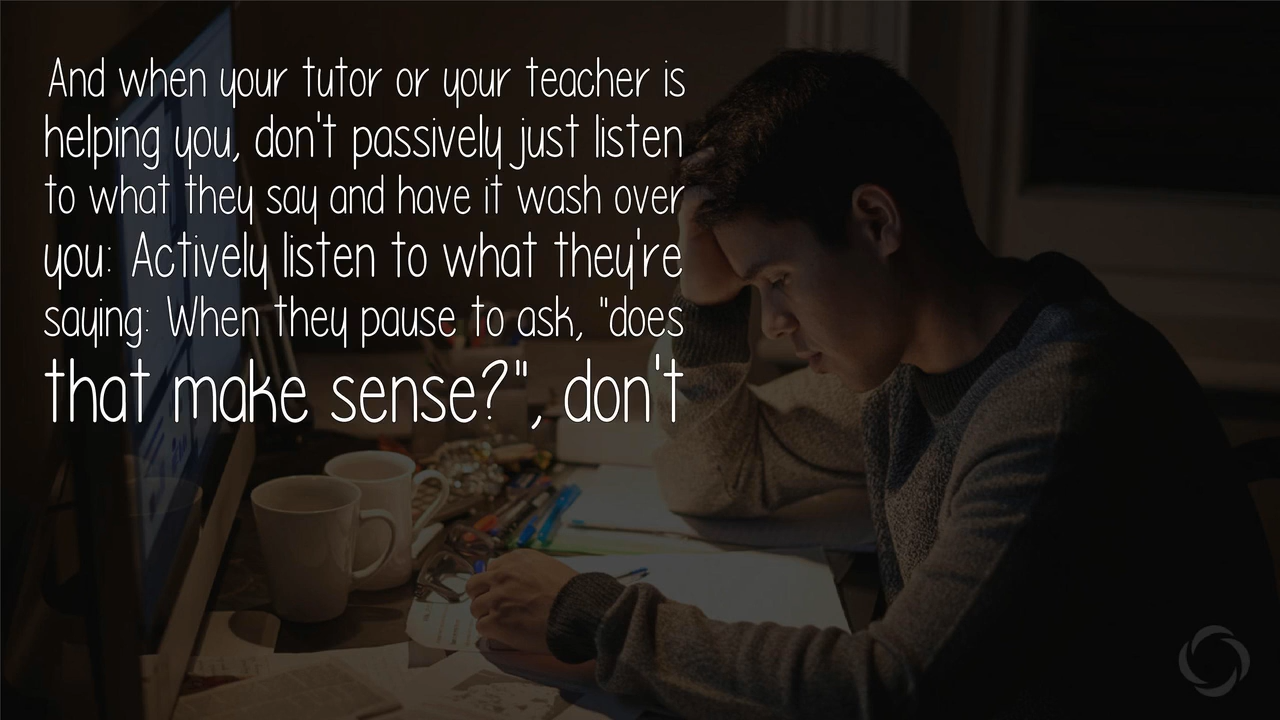 And when your tutor or your teacher is
helping you, don't passively just listen
to what they say and have it wash over
you: Actively listen to what they're
saying: When they pause to ask, "does
that make sense?", don't